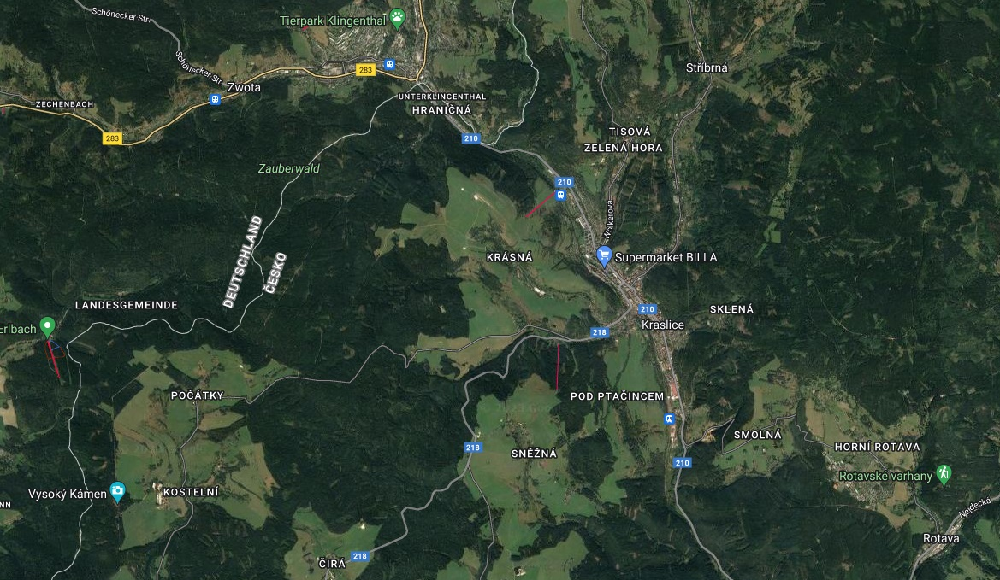 Schönecker Str.
Tierpark Klingenthal
Schönecker Str.
283
Stříbrná
Zwota
UNTERKLINGENTHAL
ZECHENBACH
HRANIČNÁ
283
210
TISOVÁ
ZELENÁ HORA
Zauberwald
210
Wolkerova
DEUTSCHLAND
ČESKO
KRÁSNÁ
Supermarket BILLA
LANDESGEMEINDE
210
SKLENÁ
Erlbach
Kraslice
218
POČÁTKY
POD PTAČINCEM
SMOLNÁ
218
SNĚŽNÁ
HORNÍ ROTAVA
210
Rotavské varhany
Vysoký Kámen
KOSTELNÍ
NN
Nejdecká
Rotava
218
ČIRÁ